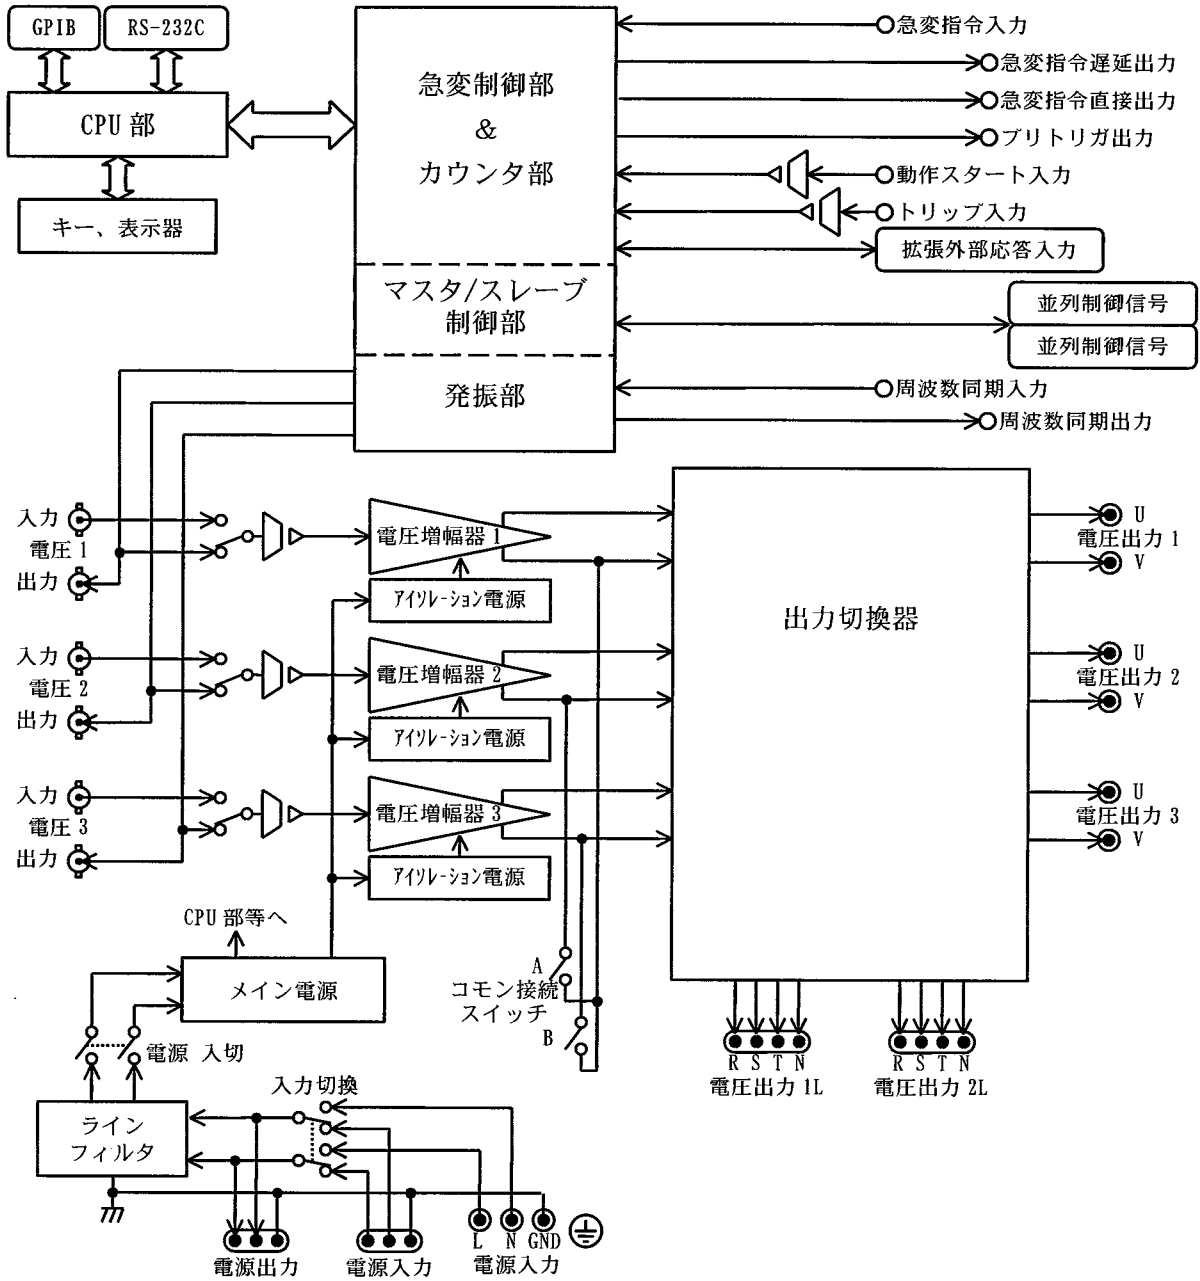 GPIB
RS-232C
CPU 部
キー、表示器
急変制御部
&
カウンタ部
マスタ/スレーブ
制御部
発振部
急変指令入力
急変指令遅延出力
急変指令直接出力
プリトリガ出力
動作スタート入力
トリップ入力
拡張外部応答入力
並列制御信号
並列制御信号
周波数同期入力
周波数同期出力
入力
電圧 1
出力
電圧増幅器 1
ｱｲｿﾚｰｼｮﾝ電源
入力
電圧 2
出力
電圧増幅器 2
ｱｲｿﾚｰｼｮﾝ電源
入力
電圧 3
出力
電圧増幅器 3
ｱｲｿﾚｰｼｮﾝ電源
出力切換器
U
電圧出力 1
V
U
電圧出力 2
V
U
電圧出力 3
V
CPU 部等へ
メイン電源
A
コモン接続
スイッチ
B
R S T N
電圧出力 1L
R S T N
電圧出力 2L
電源 入切
入力切換
ライン
フィルタ
電源出力
電源入力
L N GND
電源入力